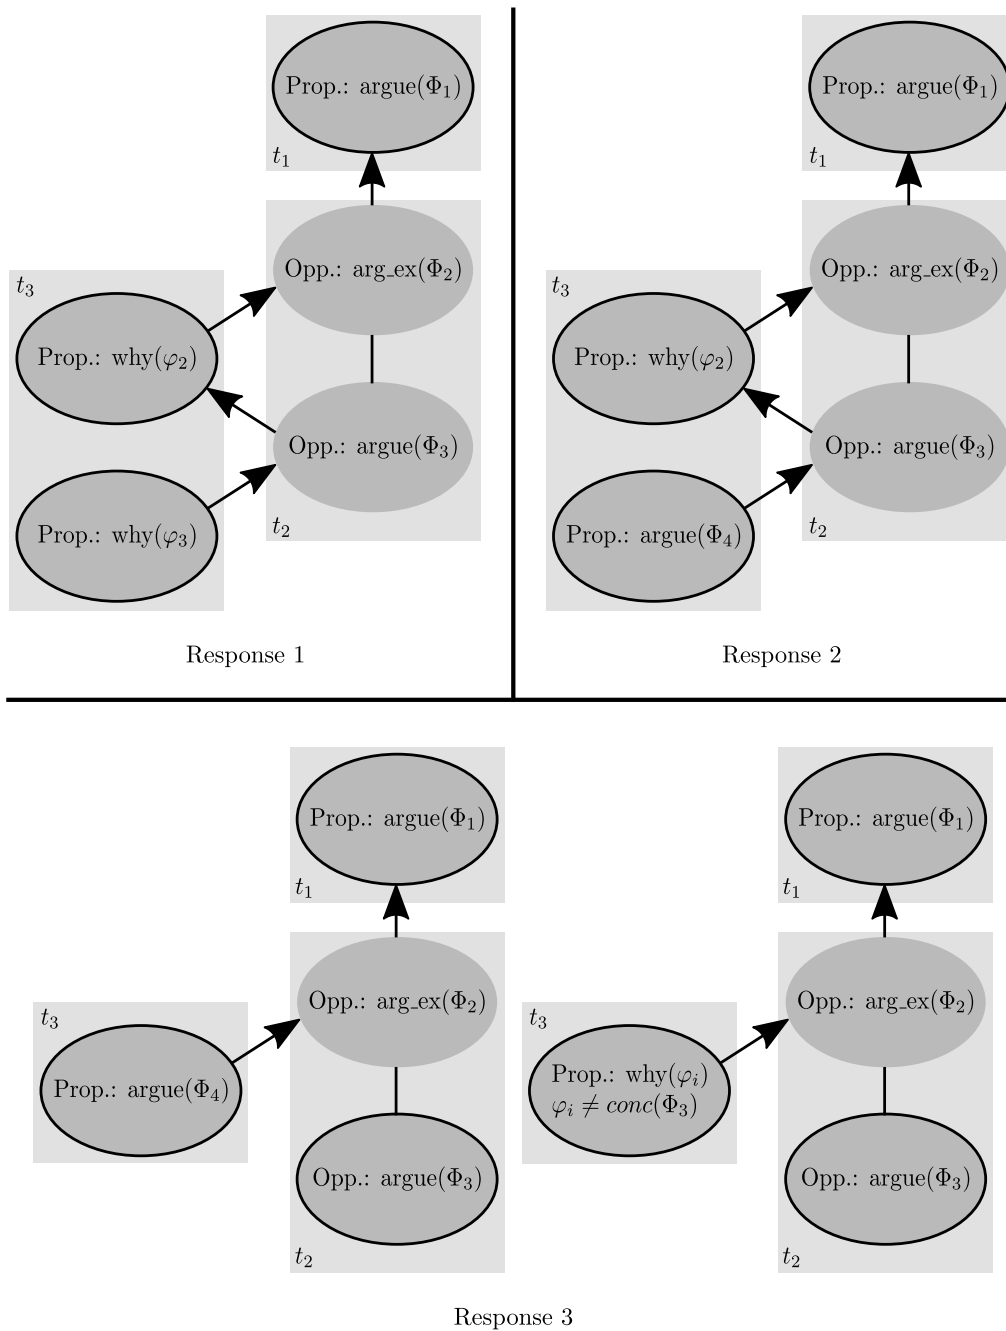 Prop.: argue(Φ₁)
t₁
Opp.: arg_ex(Φ₂)
t₃
Prop.: why(φ₂)
Opp.: argue(Φ₃)
Prop.: why(φ₃)
t₂
Response 1
Prop.: argue(Φ₁)
t₁
Opp.: arg_ex(Φ₂)
t₃
Prop.: why(φ₂)
Opp.: argue(Φ₃)
Prop.: argue(Φ₄)
t₂
Response 2
Prop.: argue(Φ₁)
t₁
Opp.: arg_ex(Φ₂)
t₃
Prop.: argue(Φ₄)
Opp.: argue(Φ₃)
t₂
Prop.: argue(Φ₁)
t₁
Opp.: arg_ex(Φ₂)
t₃
Prop.: why(φᵢ)
φᵢ ≠ conc(Φ₃)
Opp.: argue(Φ₃)
t₂
Response 3